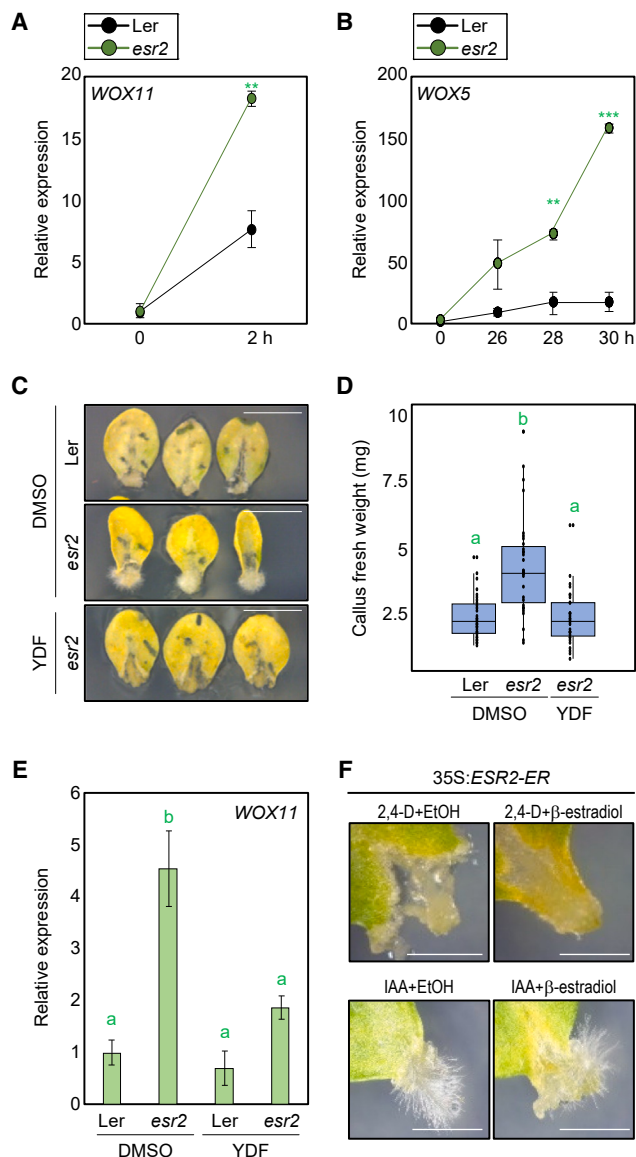 A
Ler
esr2
WOX11
**
Relative expression
20
15
10
5
0
0
2 h
B
Ler
esr2
WOX5
***
**
Relative expression
200
150
100
50
0
0 26 28 30 h
C
DMSO
Ler
esr2
YDF
esr2
D
Callus fresh weight (mg)
10
7.5
5
2.5
a
b
a
Ler esr2 esr2
DMSO YDF
E
WOX11
Relative expression
6
5
4
3
2
1
0
a
b
a
a
Ler esr2 Ler esr2
DMSO YDF
F
35S:ESR2-ER
2,4-D+EtOH 2,4-D+β-estradiol
IAA+EtOH IAA+β-estradiol